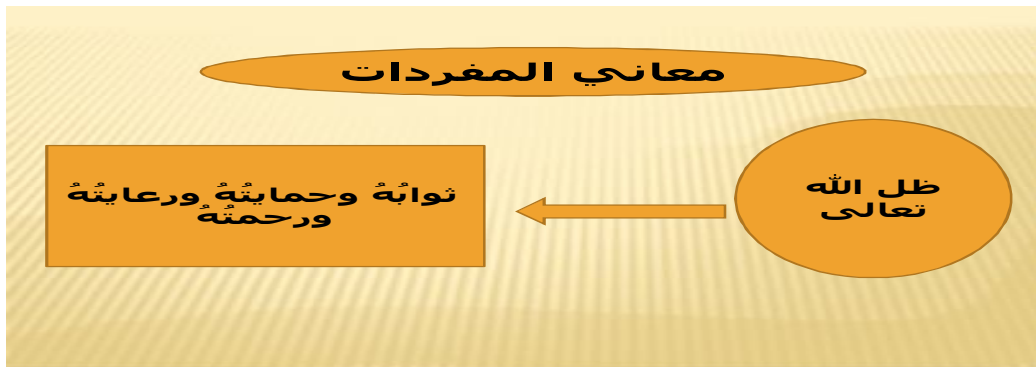 معاني المفردات
ظل الله
تعالى
ثوابُهُ وحمايتُهُ ورعايتُهُ
ورحمتُهُ